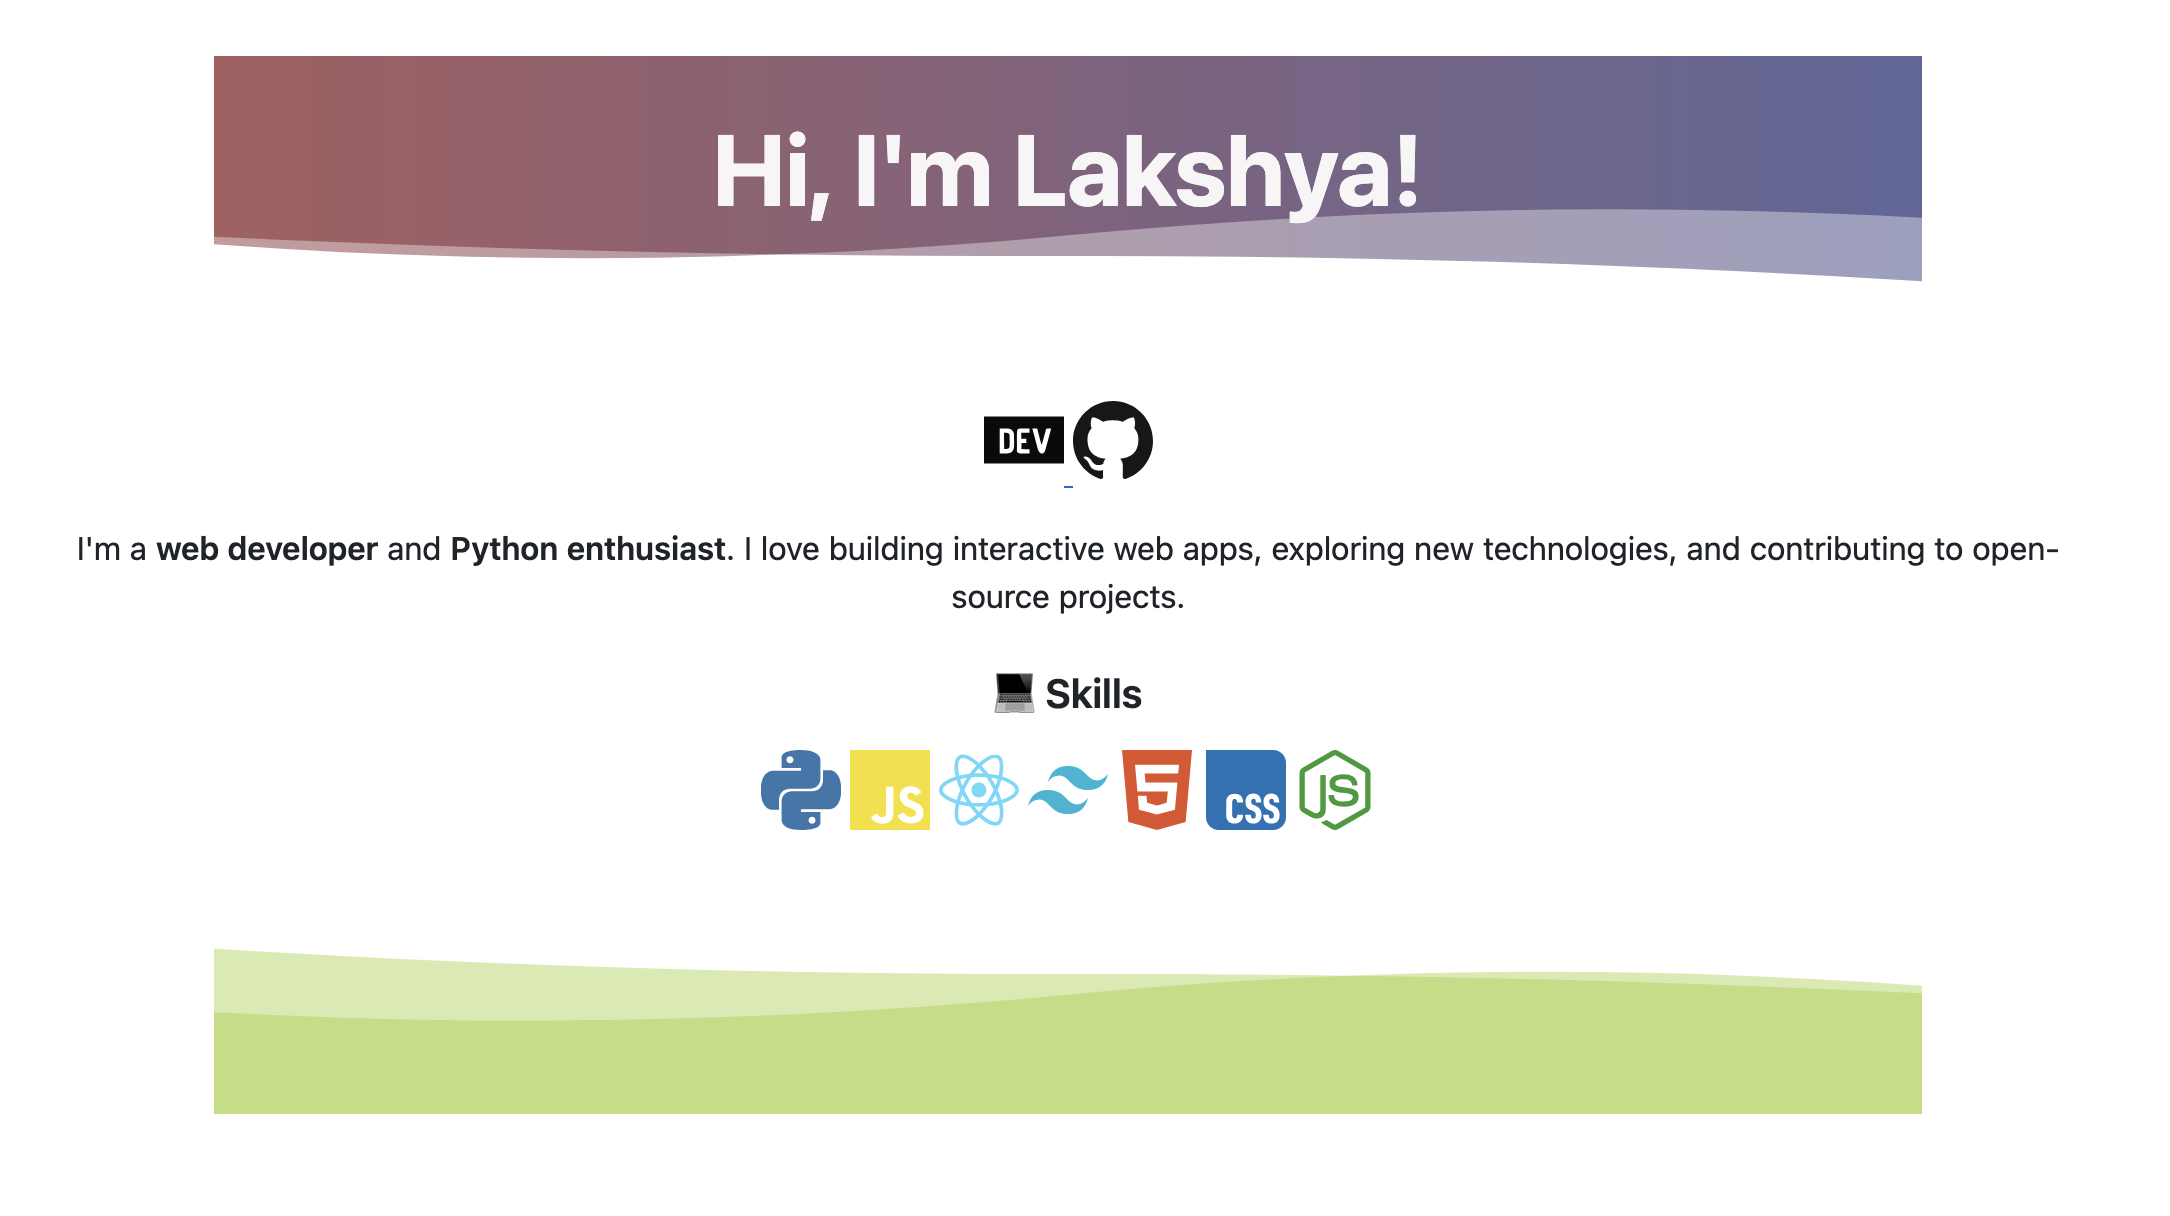 Hi, I'm Lakshya!
DEV
I'm a web developer and Python enthusiast. I love building interactive web apps, exploring new technologies, and contributing to open-
source projects.
💻 Skills
JS
5
CSS
JS